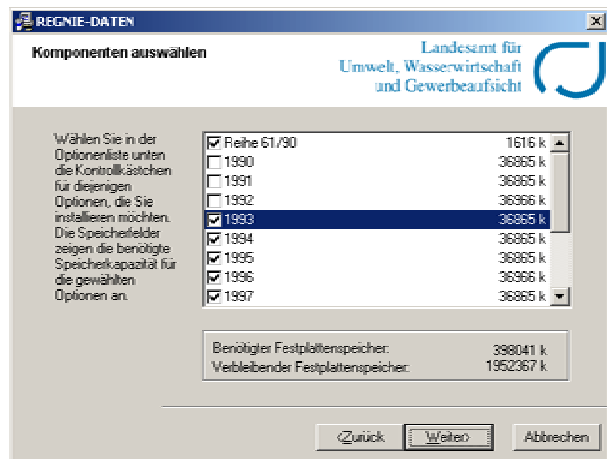 REGNIE-DATEN
Komponenten auswählen
Landesamt für
Umwelt, Wasserwirtschaft
und Gewerbeaufsicht
Wählen Sie in der
Optionenliste unten
die Kontrollkästchen
für diejenigen
Optionen, die Sie
installieren möchten.
Die Speicherfelder
zeigen die benötigte
Speicherkapazität für
die gewählten
Optionen an.
Reihe 61/90 1616 k
1990 36865 k
1991 36865 k
1992 36966 k
1993 36865 k
1994 36865 k
1995 36865 k
1996 36966 k
1997 36865 k
Benötigter Festplattenspeicher: 398041 k
Verbleibender Festplattenspeicher: 1952367 k
<Zurück Weiter> Abbrechen